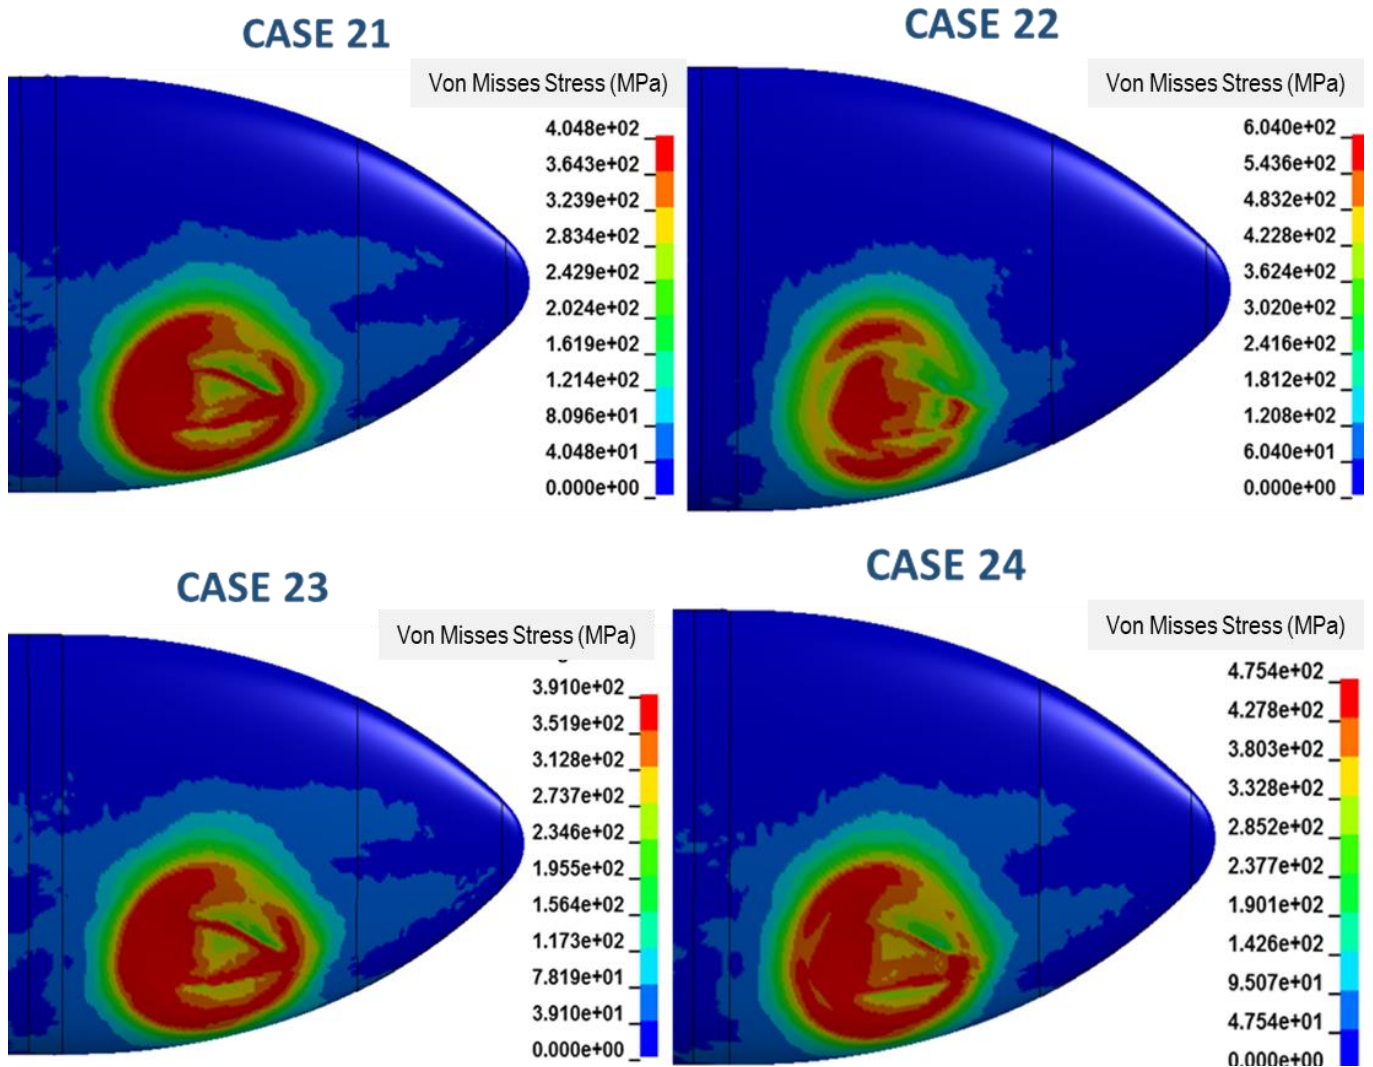 CASE 21
Von Misses Stress (MPa)
4.048e+02
3.643e+02
3.239e+02
2.834e+02
2.429e+02
2.024e+02
1.619e+02
1.214e+02
8.096e+01
4.048e+01
0.000e+00
CASE 22
Von Misses Stress (MPa)
6.040e+02
5.436e+02
4.832e+02
4.228e+02
3.624e+02
3.020e+02
2.416e+02
1.812e+02
1.208e+02
6.040e+01
0.000e+00
CASE 23
Von Misses Stress (MPa)
3.910e+02
3.519e+02
3.128e+02
2.737e+02
2.346e+02
1.955e+02
1.564e+02
1.173e+02
7.819e+01
3.910e+01
0.000e+00
CASE 24
Von Misses Stress (MPa)
4.754e+02
4.278e+02
3.803e+02
3.328e+02
2.852e+02
2.377e+02
1.901e+02
1.426e+02
9.507e+01
4.754e+01
0.000e+00